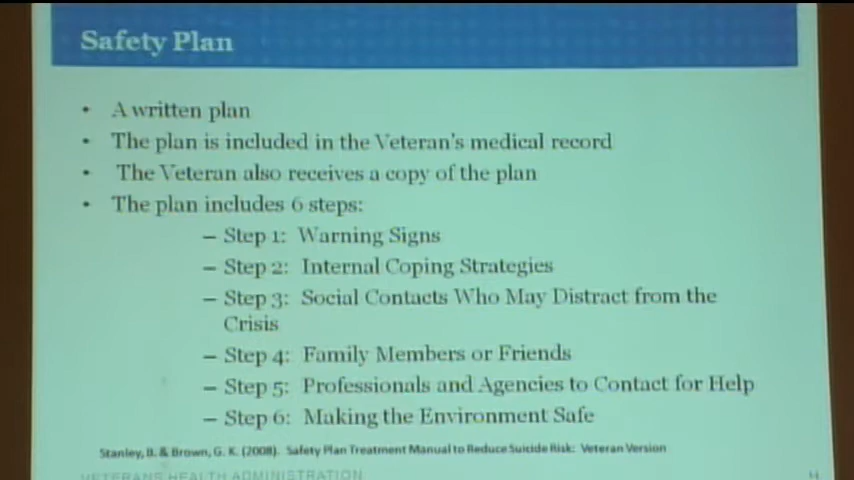 Safety Plan
• A written plan
• The plan is included in the Veteran's medical record
• The Veteran also receives a copy of the plan
• The plan includes 6 steps:
– Step 1: Warning Signs
– Step 2: Internal Coping Strategies
– Step 3: Social Contacts Who May Distract from the
Crisis
– Step 4: Family Members or Friends
– Step 5: Professionals and Agencies to Contact for Help
– Step 6: Making the Environment Safe
Stanley, B. & Brown, G. K. (2008). Safety Plan Treatment Manual to Reduce Suicide Risk: Veteran Version
VETERANS HEALTH ADMINISTRATION